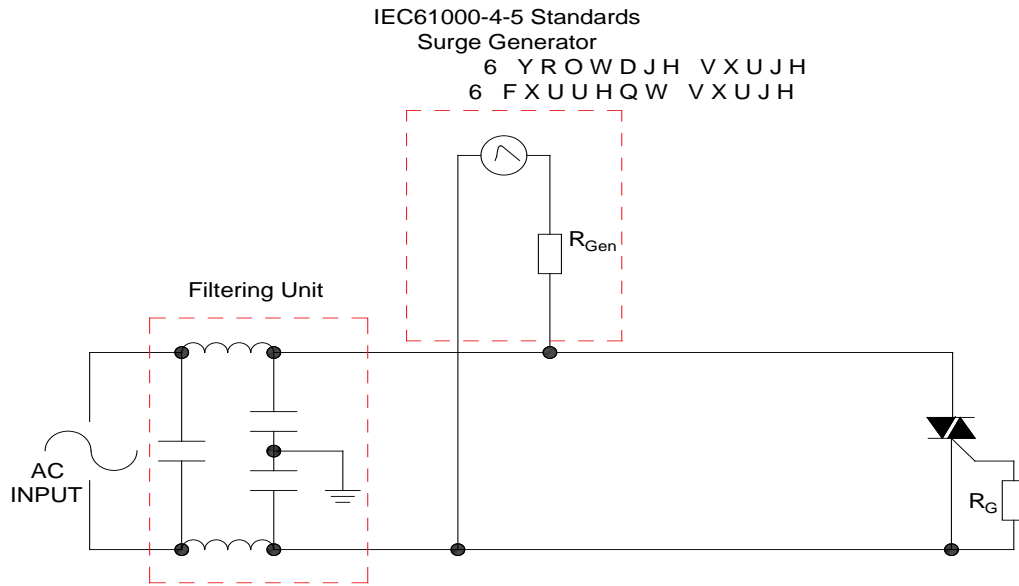 IEC61000-4-5 Standards
Surge Generator
6 YROWDJH VXUJH
6 FXUUHQW VXUJH
RGen
Filtering Unit
AC
INPUT
RG